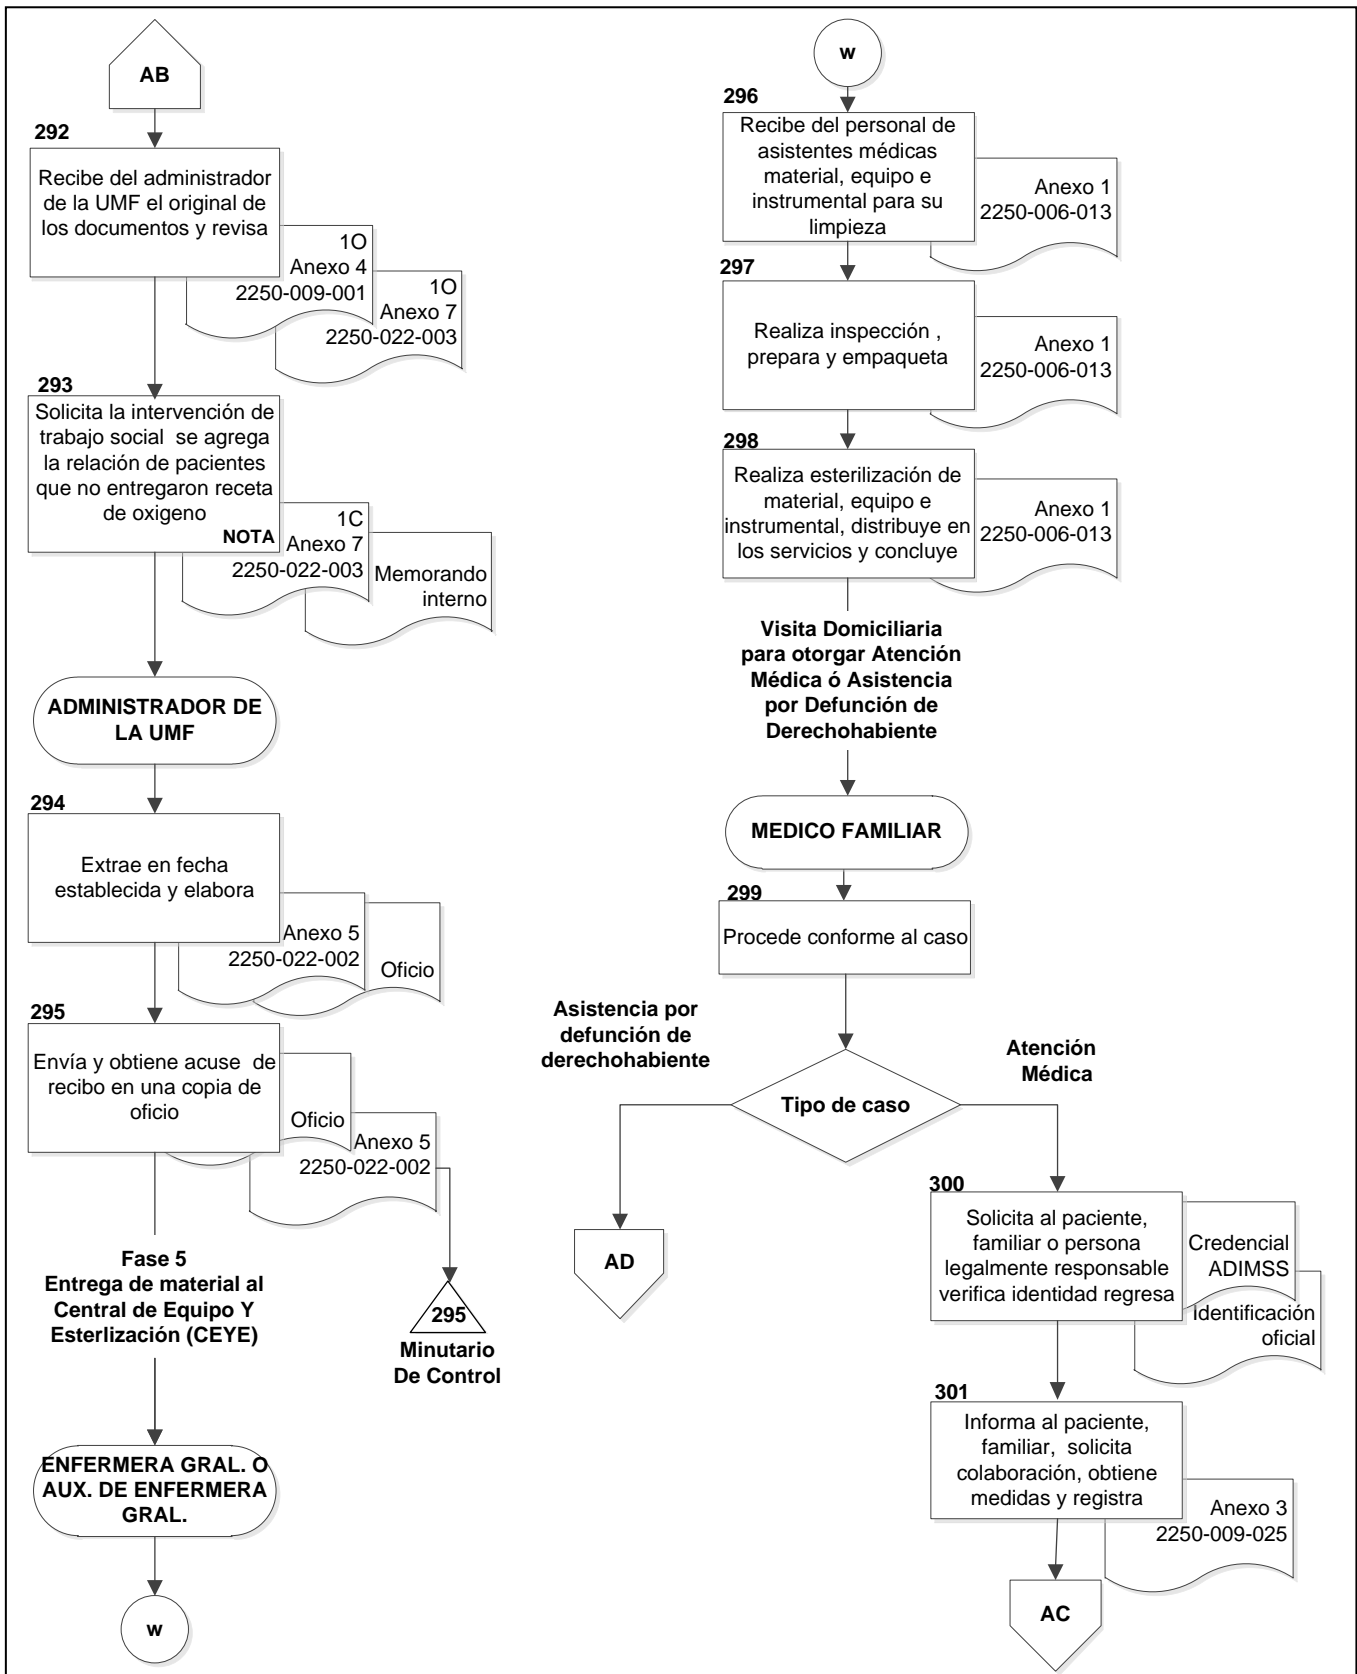 AB
292
Recibe del administrador
de la UMF el original de
los documentos y revisa
1O
Anexo 4
2250-009-001
1O
Anexo 7
2250-022-003
293
Solicita la intervención de
trabajo social se agrega
la relación de pacientes
que no entregaron receta
de oxigeno
NOTA
1C
Anexo 7
2250-022-003
Memorando
interno
ADMINISTRADOR DE
LA UMF
294
Extrae en fecha
establecida y elabora
Anexo 5
2250-022-002
Oficio
295
Envía y obtiene acuse de
recibo en una copia de
oficio
Oficio
Anexo 5
2250-022-002
295
Minutario
De Control
Fase 5
Entrega de material al
Central de Equipo Y
Esterlización (CEYE)
ENFERMERA GRAL. O
AUX. DE ENFERMERA
GRAL.
w
w
296
Recibe del personal de
asistentes médicas
material, equipo e
instrumental para su
limpieza
Anexo 1
2250-006-013
297
Realiza inspección ,
prepara y empaqueta
Anexo 1
2250-006-013
298
Realiza esterilización de
material, equipo e
instrumental, distribuye en
los servicios y concluye
Anexo 1
2250-006-013
Visita Domiciliaria
para otorgar Atención
Médica ó Asistencia
por Defunción de
Derechohabiente
MEDICO FAMILIAR
299
Procede conforme al caso
Asistencia por
defunción de
derechohabiente
Atención
Médica
Tipo de caso
AD
300
Solicita al paciente,
familiar o persona
legalmente responsable
verifica identidad regresa
Credencial
ADIMSS
Identificación
oficial
301
Informa al paciente,
familiar, solicita
colaboración, obtiene
medidas y registra
Anexo 3
2250-009-025
AC